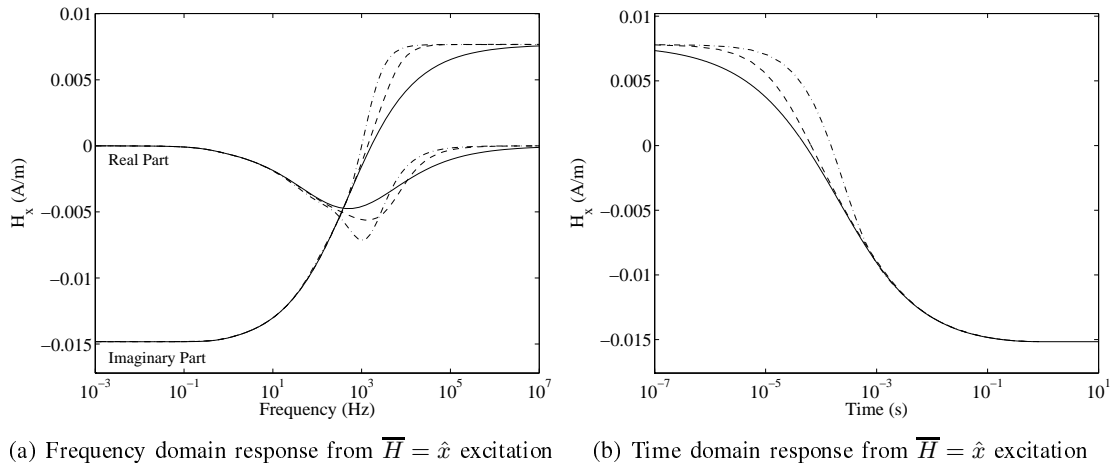 0.01
0.005
0
−0.005
−0.01
−0.015
H_x (A/m)
Real Part
Imaginary Part
10^−3 10^−1 10^1 10^3 10^5 10^7
Frequency (Hz)
(a) Frequency domain response from H̅ = x̂ excitation
0.01
0.005
0
−0.005
−0.01
−0.015
H_x (A/m)
10^−7 10^−5 10^−3 10^−1 10^1
Time (s)
(b) Time domain response from H̅ = x̂ excitation